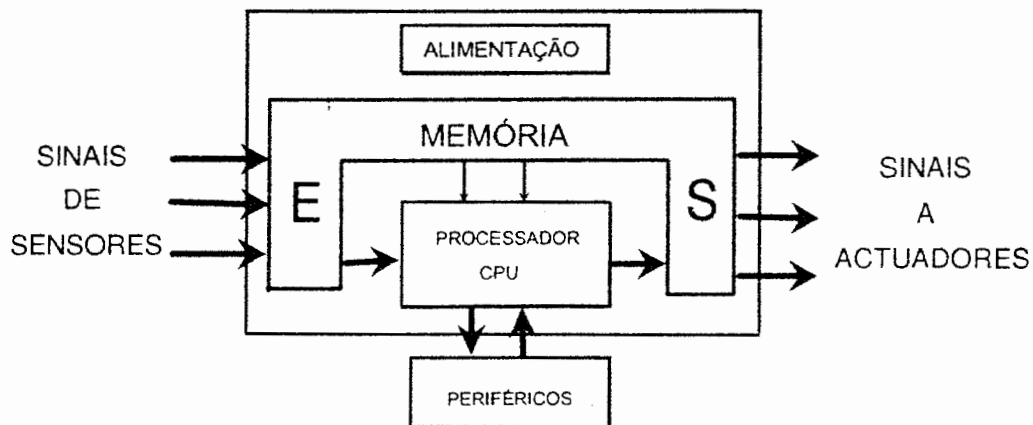 ALIMENTAÇÃO
MEMÓRIA
SINAIS
DE
SENSORES
E
PROCESSADOR
CPU
S
SINAIS
A
ACTUADORES
PERIFÉRICOS